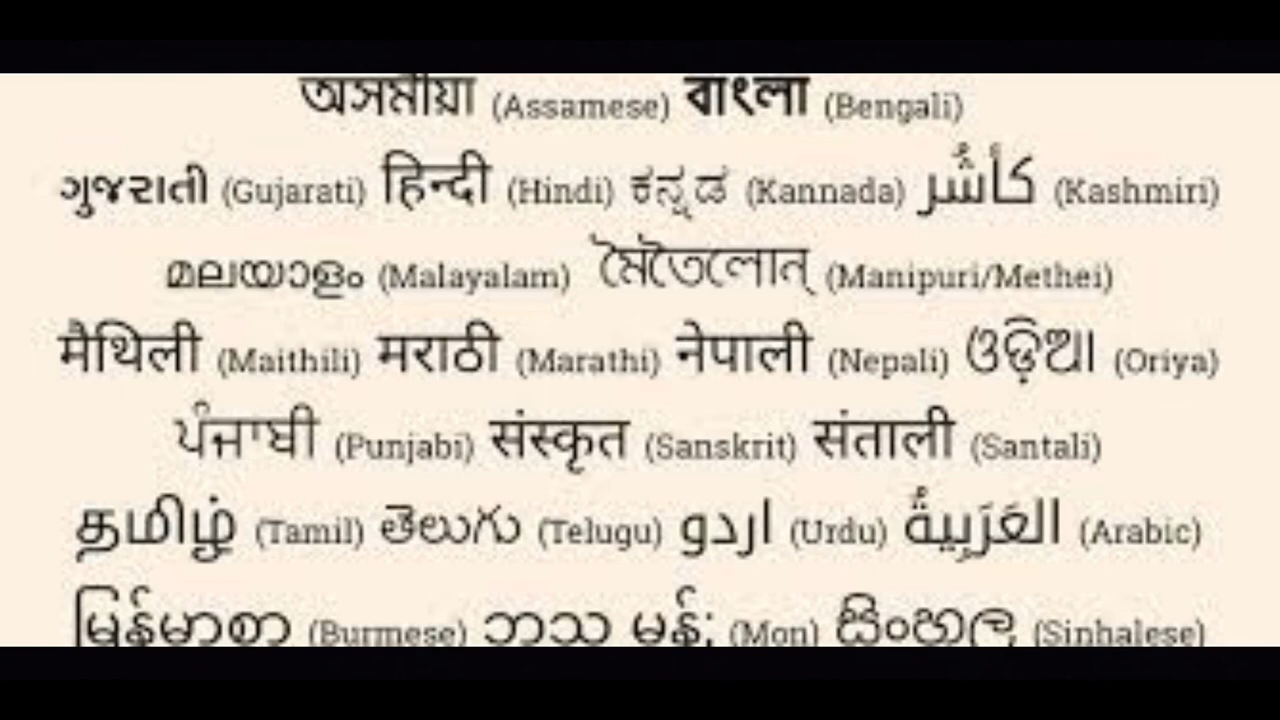 অসমীয়া (Assamese) বাংলা (Bengali)
ગુજરાતી (Gujarati) हिन्दी (Hindi) ಕನ್ನಡ (Kannada) كأشُر (Kashmiri)
മലയാളം (Malayalam) মৈতৈলোন্ (Manipuri/Methei)
मैथिली (Maithili) मराठी (Marathi) नेपाली (Nepali) ଓଡ଼ିଆ (Oriya)
ਪੰਜਾਬੀ (Punjabi) संस्कृत (Sanskrit) संताली (Santali)
தமிழ் (Tamil) తెలుగు (Telugu) اردو (Urdu) العَرَبِيةُ (Arabic)
မြန်မာစာ (Burmese) ဘာသာ မန်; (Mon) සිංහල (Sinhalese)